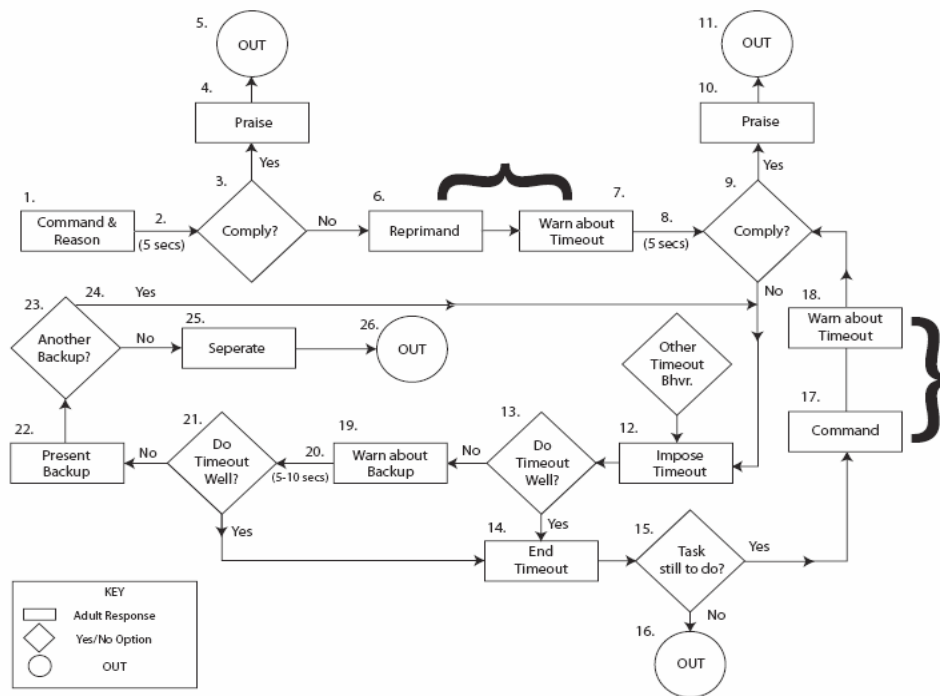 5.
OUT
4.
Praise
Yes
3.
Comply?
1.
Command &
Reason
2.
(5 secs)
No
6.
Reprimand
7.
Warn about
Timeout
8.
(5 secs)
11.
OUT
10.
Praise
Yes
9.
Comply?
No
18.
Warn about
Timeout
17.
Command
24.
Yes
23.
Another
Backup?
No
25.
Seperate
26.
OUT
Other
Timeout
Bhvr.
22.
Present
Backup
No
21.
Do
Timeout
Well?
Yes
20.
(5-10 secs)
19.
Warn about
Backup
No
13.
Do
Timeout
Well?
Yes
12.
Impose
Timeout
14.
End
Timeout
15.
Task
still to do?
Yes
No
16.
OUT
KEY
Adult Response
Yes/No Option
OUT